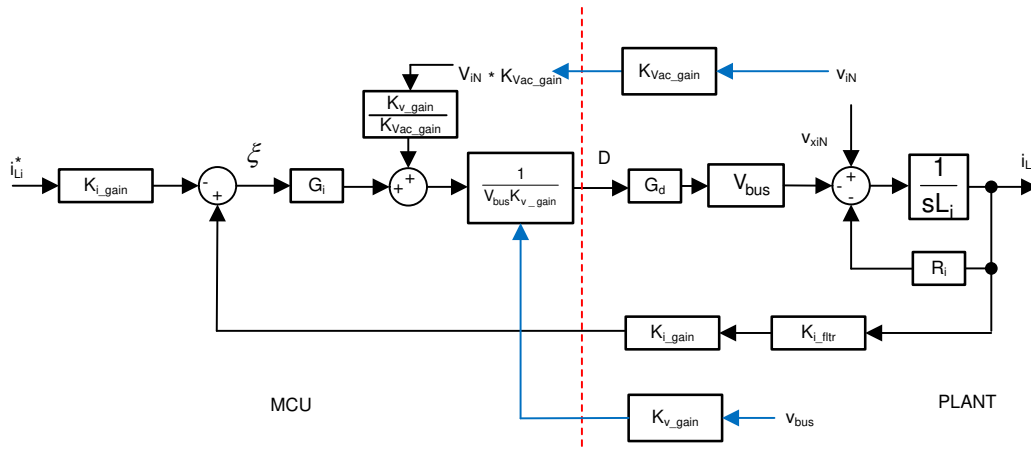 V_iN * K_Vac_gain
K_Vac_gain
v_iN
K_v_gain
K_Vac_gain
v_xiN
i_Li^*
K_i_gain
-
+
ξ
G_i
+
+
1
V_bus K_v_gain
D
G_d
V_bus
-
+
-
1
sL_i
i_L
R_i
K_i_gain
K_i_fltr
MCU
K_v_gain
v_bus
PLANT